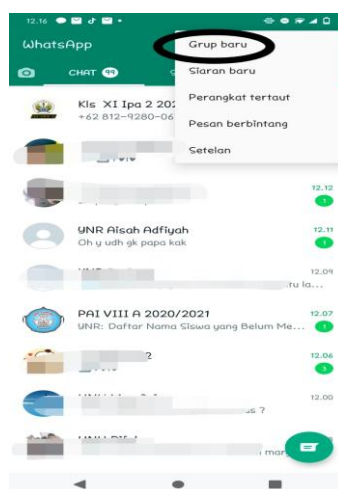 12.16
WhatsApp
Grup baru
Siaran baru
Perangkat tertaut
Pesan berbintang
Setelan
CHAT 99
Kls XI Ipa 2 202
+62 812-9280-06
12.12
1
YNR Aisah Adfiyah
12.11
Oh y udh gk papa kak
1
12.09
tu la...
PAI VIII A 2020/2021
12.07
YNR: Daftar Nama Siswa yang Belum Me...
1
2
12.06
3
12.00
?